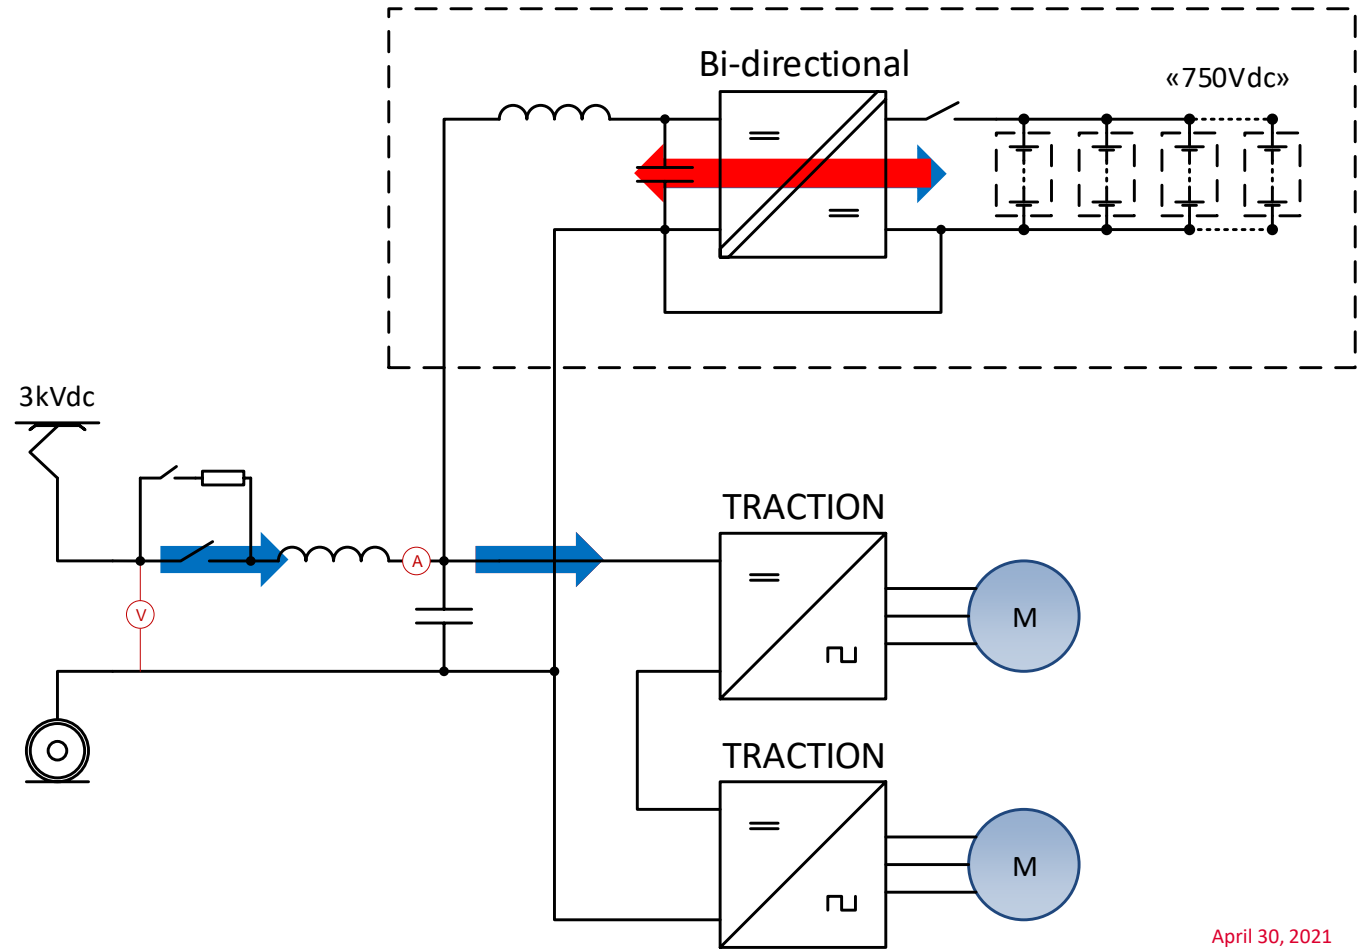 Bi-directional
«750Vdc»
3kVdc
TRACTION
A
V
M
TRACTION
M
April 30, 2021